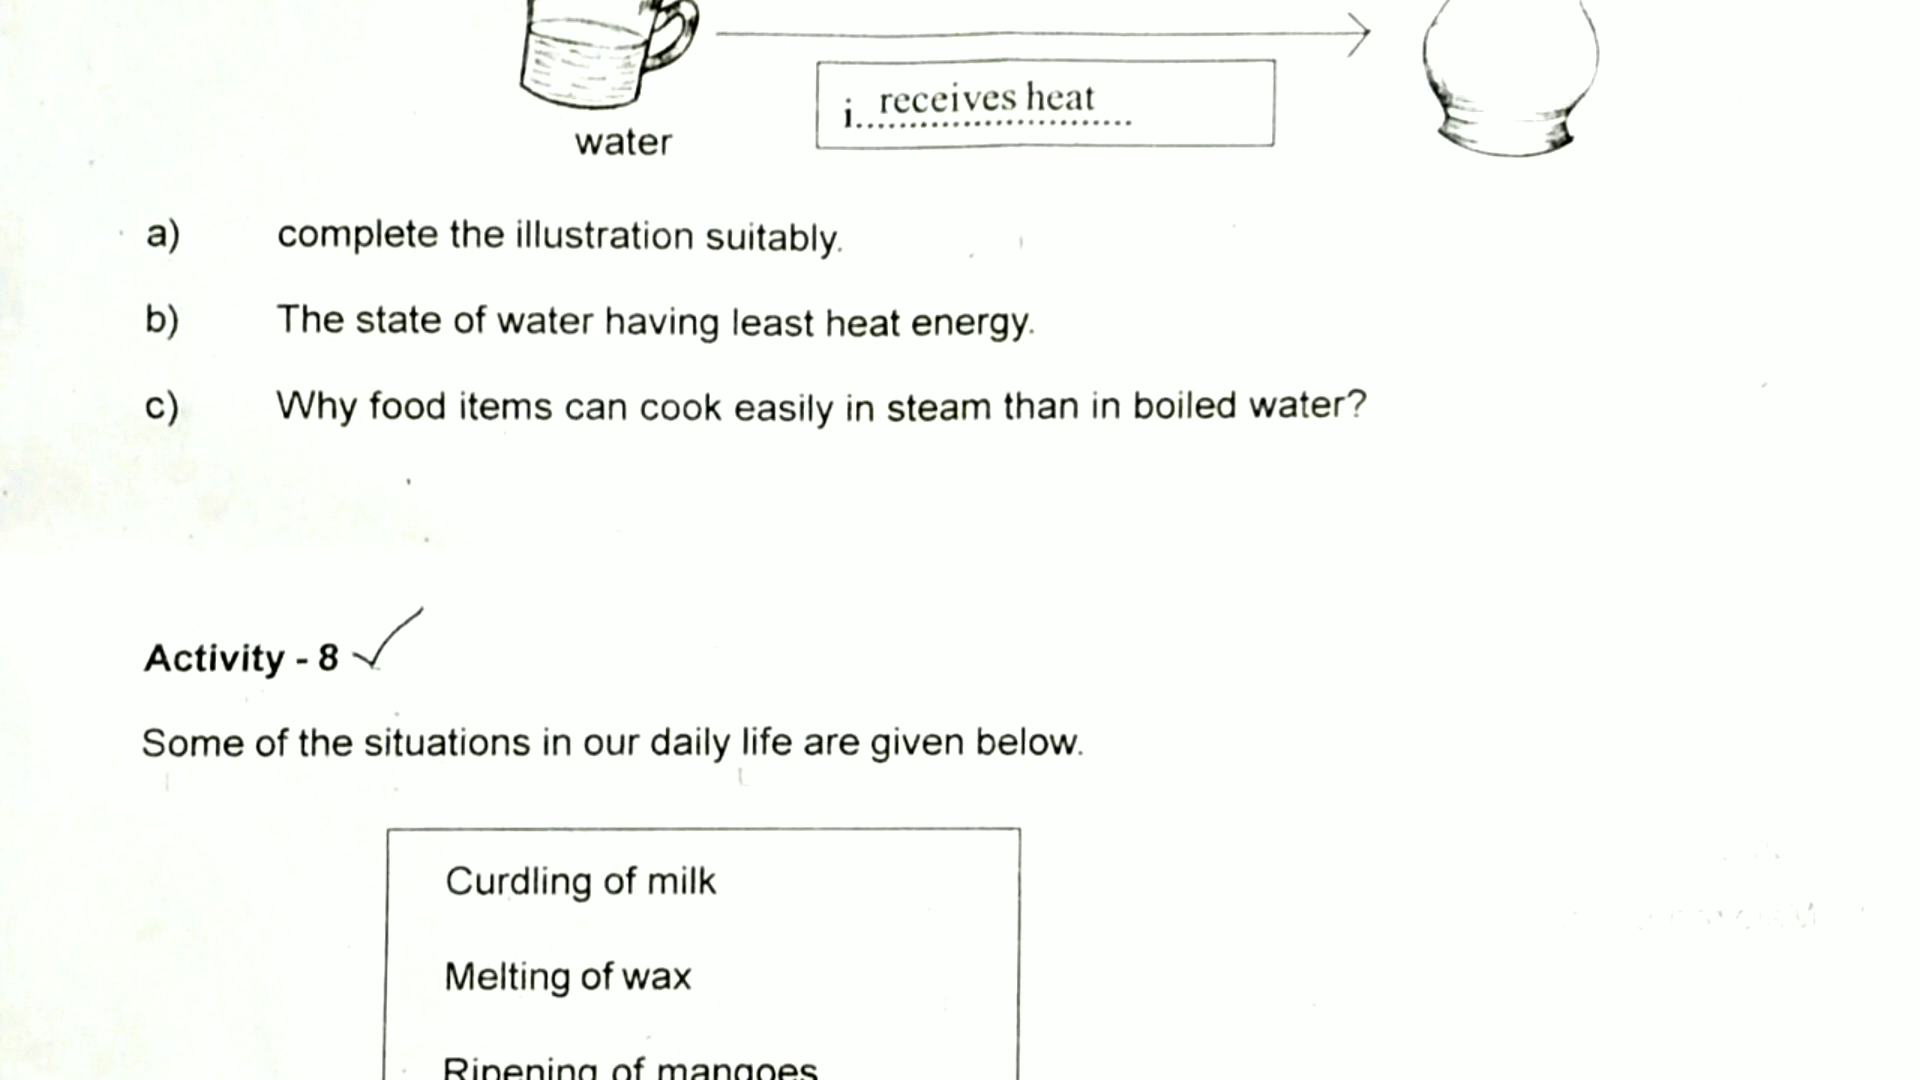 i. receives heat
water
a) complete the illustration suitably.
b) The state of water having least heat energy.
c) Why food items can cook easily in steam than in boiled water?
Activity - 8
Some of the situations in our daily life are given below.
Curdling of milk
Melting of wax
Ripening of mangoes